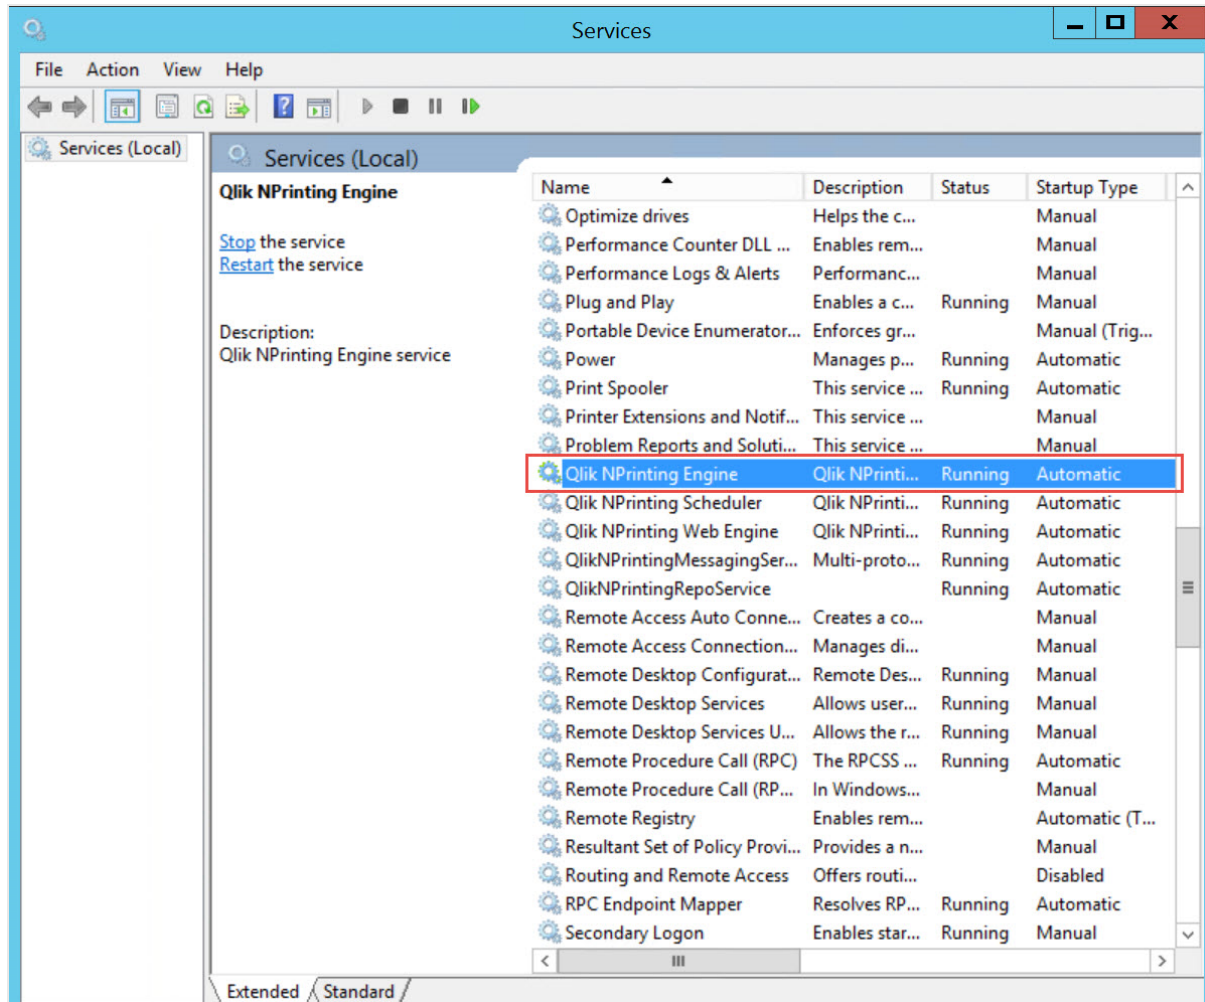 Services
File Action View Help
Services (Local)
Services (Local)
Qlik NPrinting Engine
Stop the service
Restart the service
Description:
Qlik NPrinting Engine service
Name Description Status Startup Type
Optimize drives Helps the c... Manual
Performance Counter DLL ... Enables rem... Manual
Performance Logs & Alerts Performanc... Manual
Plug and Play Enables a c... Running Manual
Portable Device Enumerator... Enforces gr... Manual (Trig...
Power Manages p... Running Automatic
Print Spooler This service ... Running Automatic
Printer Extensions and Notif... This service ... Manual
Problem Reports and Soluti... This service ... Manual
Qlik NPrinting Engine Qlik NPrinti... Running Automatic
Qlik NPrinting Scheduler Qlik NPrinti... Running Automatic
Qlik NPrinting Web Engine Qlik NPrinti... Running Automatic
QlikNPrintingMessagingSer... Multi-proto... Running Automatic
QlikNPrintingRepoService Running Automatic
Remote Access Auto Conne... Creates a co... Manual
Remote Access Connection... Manages di... Manual
Remote Desktop Configurat... Remote Des... Running Manual
Remote Desktop Services Allows user... Running Manual
Remote Desktop Services U... Allows the r... Running Manual
Remote Procedure Call (RPC) The RPCSS ... Running Automatic
Remote Procedure Call (RP... In Windows... Manual
Remote Registry Enables rem... Automatic (T...
Resultant Set of Policy Provi... Provides a n... Manual
Routing and Remote Access Offers routi... Disabled
RPC Endpoint Mapper Resolves RP... Running Automatic
Secondary Logon Enables star... Running Manual
Extended Standard